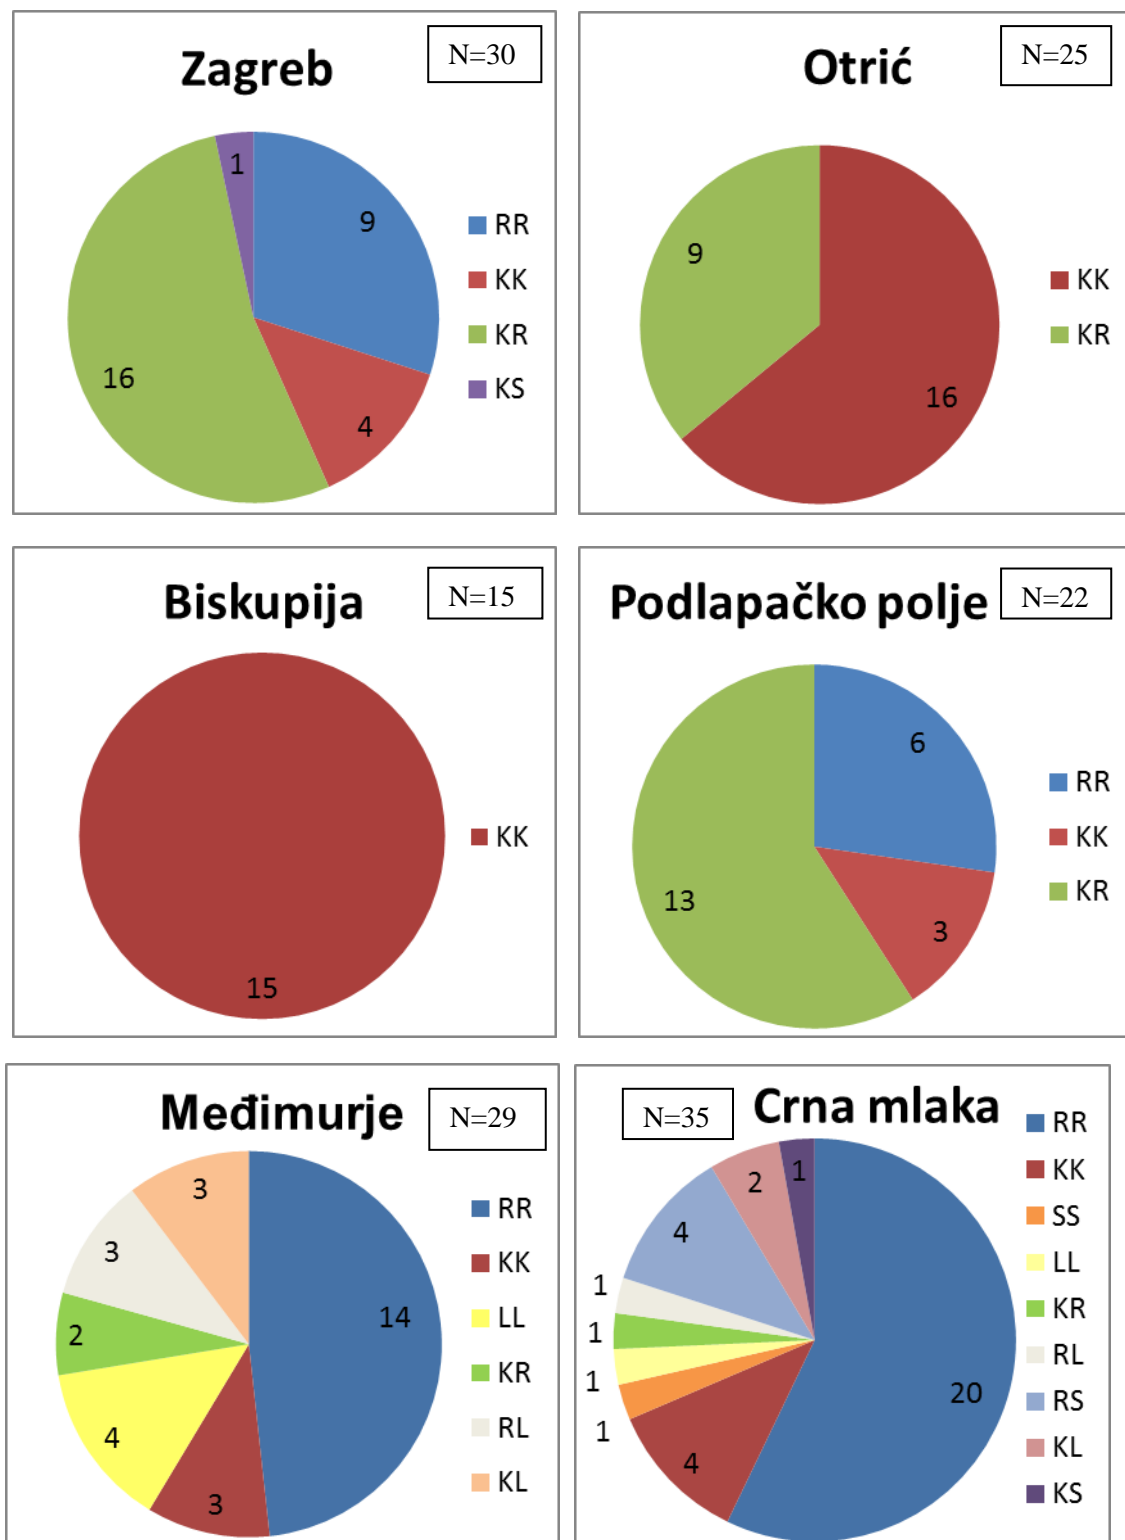 Zagreb
N=30
1
9
16
4
RR
KK
KR
KS
Otrić
N=25
9
16
KK
KR
Biskupija
N=15
15
KK
Podlapačko polje
N=22
6
13
3
RR
KK
KR
Međimurje
N=29
3
3
14
2
4
3
RR
KK
LL
KR
RL
KL
N=35
Crna mlaka
1
2
4
1
1
1
1
20
4
RR
KK
SS
LL
KR
RL
RS
KL
KS